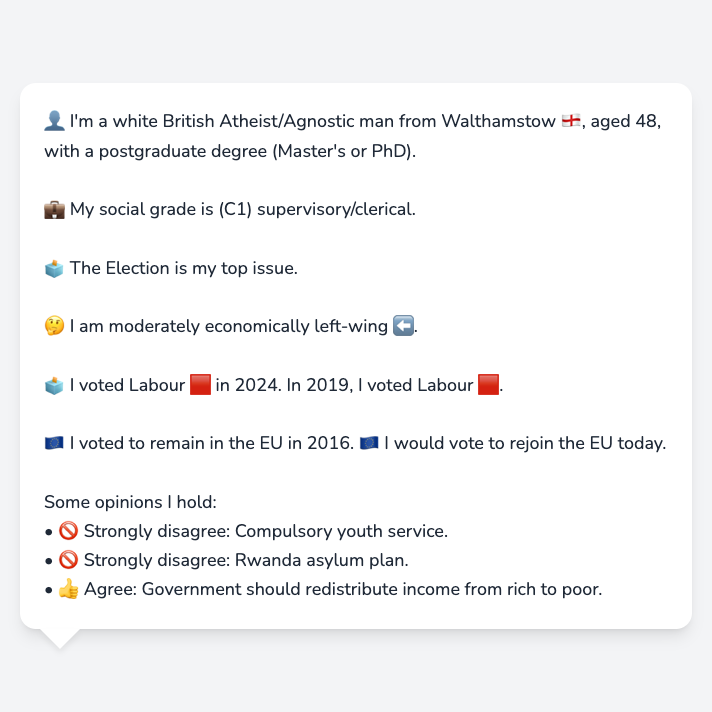 👤 I'm a white British Atheist/Agnostic man from Walthamstow 🏴󠁧󠁢󠁥󠁮󠁧󠁿, aged 48,
with a postgraduate degree (Master's or PhD).
💼 My social grade is (C1) supervisory/clerical.
🗳️ The Election is my top issue.
🤔 I am moderately economically left-wing ⬅️.
🗳️ I voted Labour 🟥 in 2024. In 2019, I voted Labour 🟥.
🇪🇺 I voted to remain in the EU in 2016. 🇪🇺 I would vote to rejoin the EU today.
Some opinions I hold:
• 🚫 Strongly disagree: Compulsory youth service.
• 🚫 Strongly disagree: Rwanda asylum plan.
• 👍 Agree: Government should redistribute income from rich to poor.